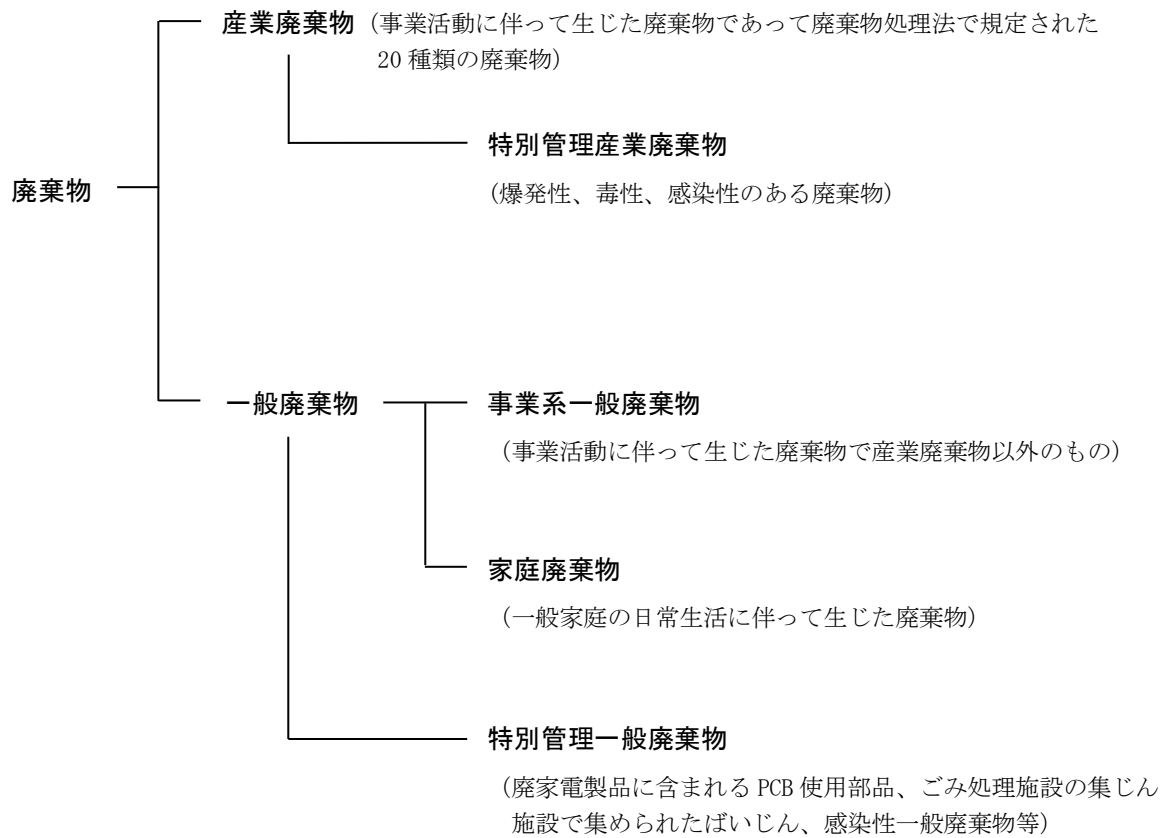 産業廃棄物（事業活動に伴って生じた廃棄物であって廃棄物処理法で規定された
20 種類の廃棄物）
特別管理産業廃棄物
（爆発性、毒性、感染性のある廃棄物）
廃棄物
一般廃棄物
事業系一般廃棄物
（事業活動に伴って生じた廃棄物で産業廃棄物以外のもの）
家庭廃棄物
（一般家庭の日常生活に伴って生じた廃棄物）
特別管理一般廃棄物
（廃家電製品に含まれる PCB 使用部品、ごみ処理施設の集じん
施設で集められたばいじん、感染性一般廃棄物等）